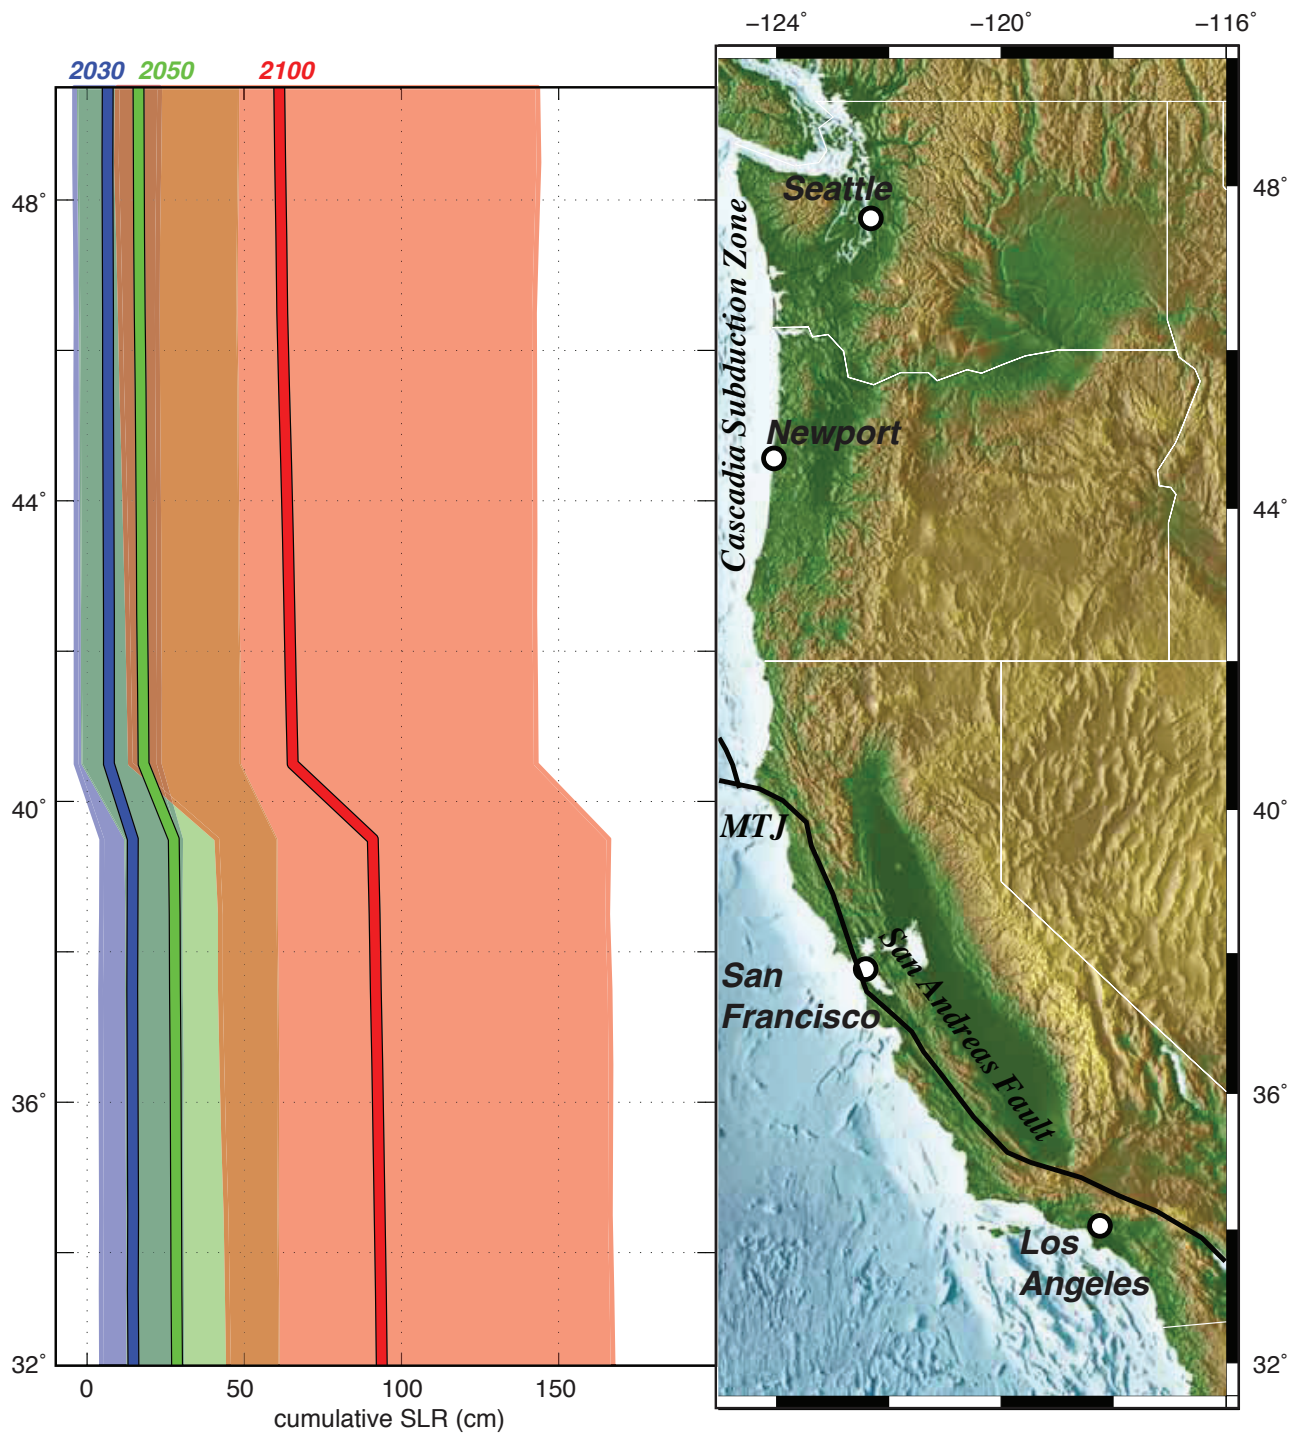 −124˚ −120˚ −116˚
2030 2050 2100
48˚
44˚
40˚
36˚
32˚
0 50 100 150
cumulative SLR (cm)
Seattle
Cascadia Subduction Zone
Newport
MTJ
San
Francisco
San Andreas Fault
Los
Angeles
48˚
44˚
40˚
36˚
32˚